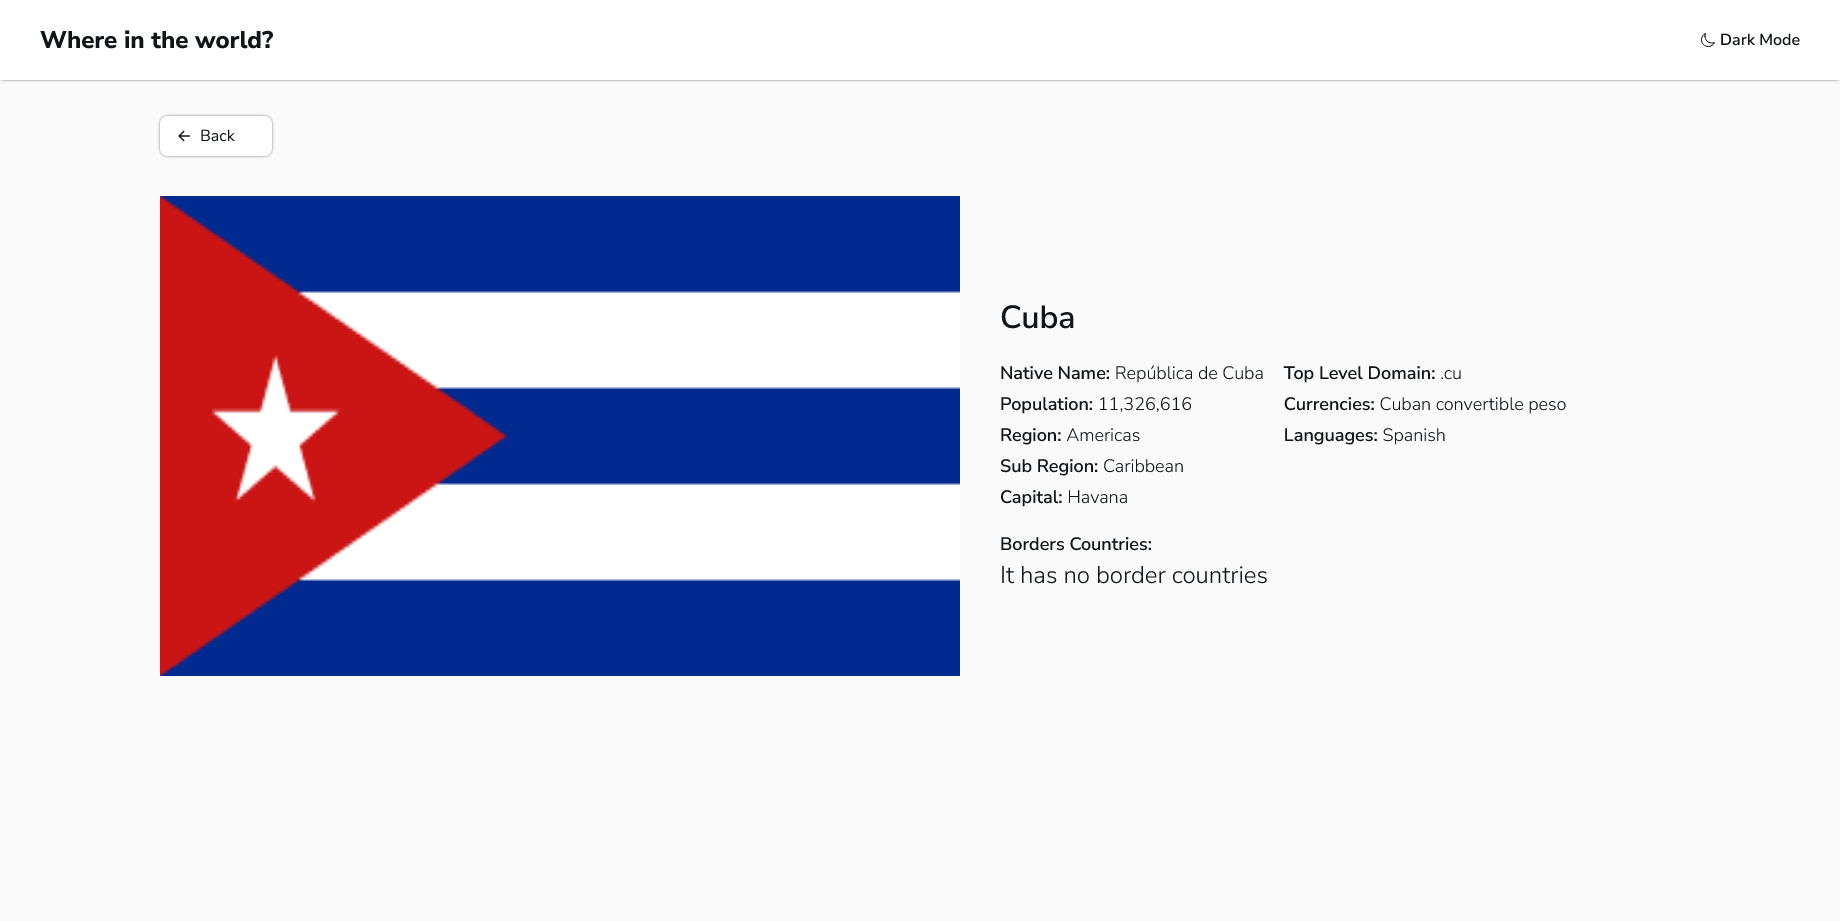 Where in the world?
Dark Mode
Back
Cuba
Native Name: República de Cuba
Population: 11,326,616
Region: Americas
Sub Region: Caribbean
Capital: Havana
Top Level Domain: .cu
Currencies: Cuban convertible peso
Languages: Spanish
Borders Countries:
It has no border countries